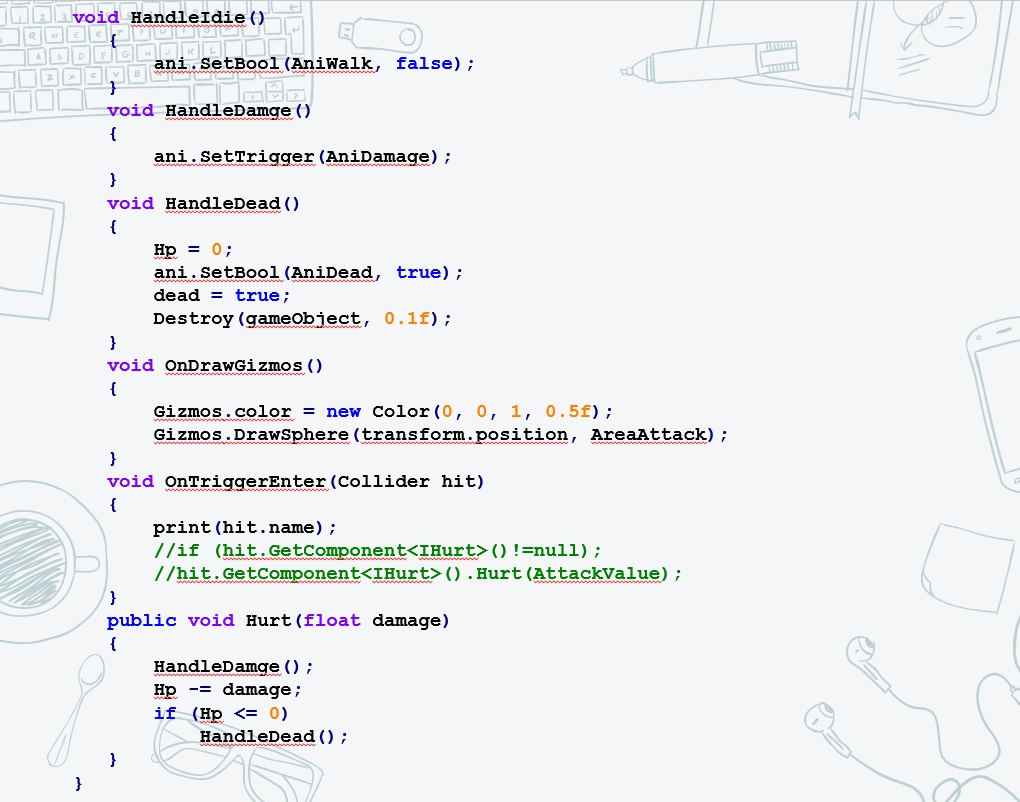 void HandleIdie()
{
ani.SetBool(AniWalk, false);
}
void HandleDamge()
{
ani.SetTrigger(AniDamage);
}
void HandleDead()
{
Hp = 0;
ani.SetBool(AniDead, true);
dead = true;
Destroy(gameObject, 0.1f);
}
void OnDrawGizmos()
{
Gizmos.color = new Color(0, 0, 1, 0.5f);
Gizmos.DrawSphere(transform.position, AreaAttack);
}
void OnTriggerEnter(Collider hit)
{
print(hit.name);
//if (hit.GetComponent<IHurt>()!=null);
//hit.GetComponent<IHurt>().Hurt(AttackValue);
}
public void Hurt(float damage)
{
HandleDamge();
Hp -= damage;
if (Hp <= 0)
HandleDead();
}
}